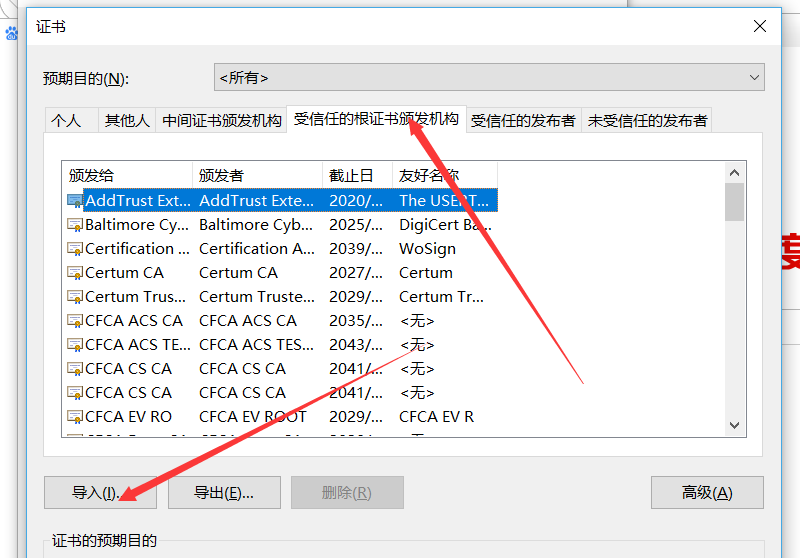 证书
预期目的(N):
<所有>
个人 其他人 中间证书颁发机构 受信任的根证书颁发机构 受信任的发布者 未受信任的发布者
颁发给 颁发者 截止日 友好名称
AddTrust Ext... AddTrust Exte... 2020/... The USERT...
Baltimore Cy... Baltimore Cyb... 2025/... DigiCert Ba...
Certification ... Certification A... 2039/... WoSign
Certum CA Certum CA 2027/... Certum
Certum Trus... Certum Truste... 2029/... Certum Tr...
CFCA ACS CA CFCA ACS CA 2035/... <无>
CFCA ACS TE... CFCA ACS TES... 2043/... <无>
CFCA CS CA CFCA CS CA 2041/... <无>
CFCA CS CA CFCA CS CA 2041/... <无>
CFCA EV RO CFCA EV ROOT 2029/... CFCA EV R
导入(I)... 导出(E)... 删除(R) 高级(A)
证书的预期目的